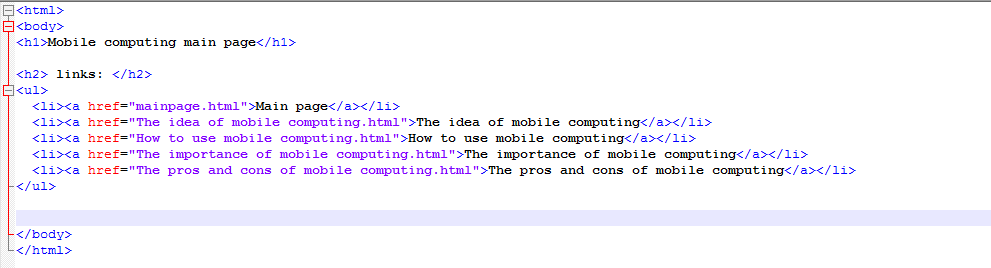 <html>
<body>
<h1>Mobile computing main page</h1>
<h2> links: </h2>
<ul>
<li><a href="mainpage.html">Main page</a></li>
<li><a href="The idea of mobile computing.html">The idea of mobile computing</a></li>
<li><a href="How to use mobile computing.html">How to use mobile computing</a></li>
<li><a href="The importance of mobile computing.html">The importance of mobile computing</a></li>
<li><a href="The pros and cons of mobile computing.html">The pros and cons of mobile computing</a></li>
</ul>
</body>
</html>